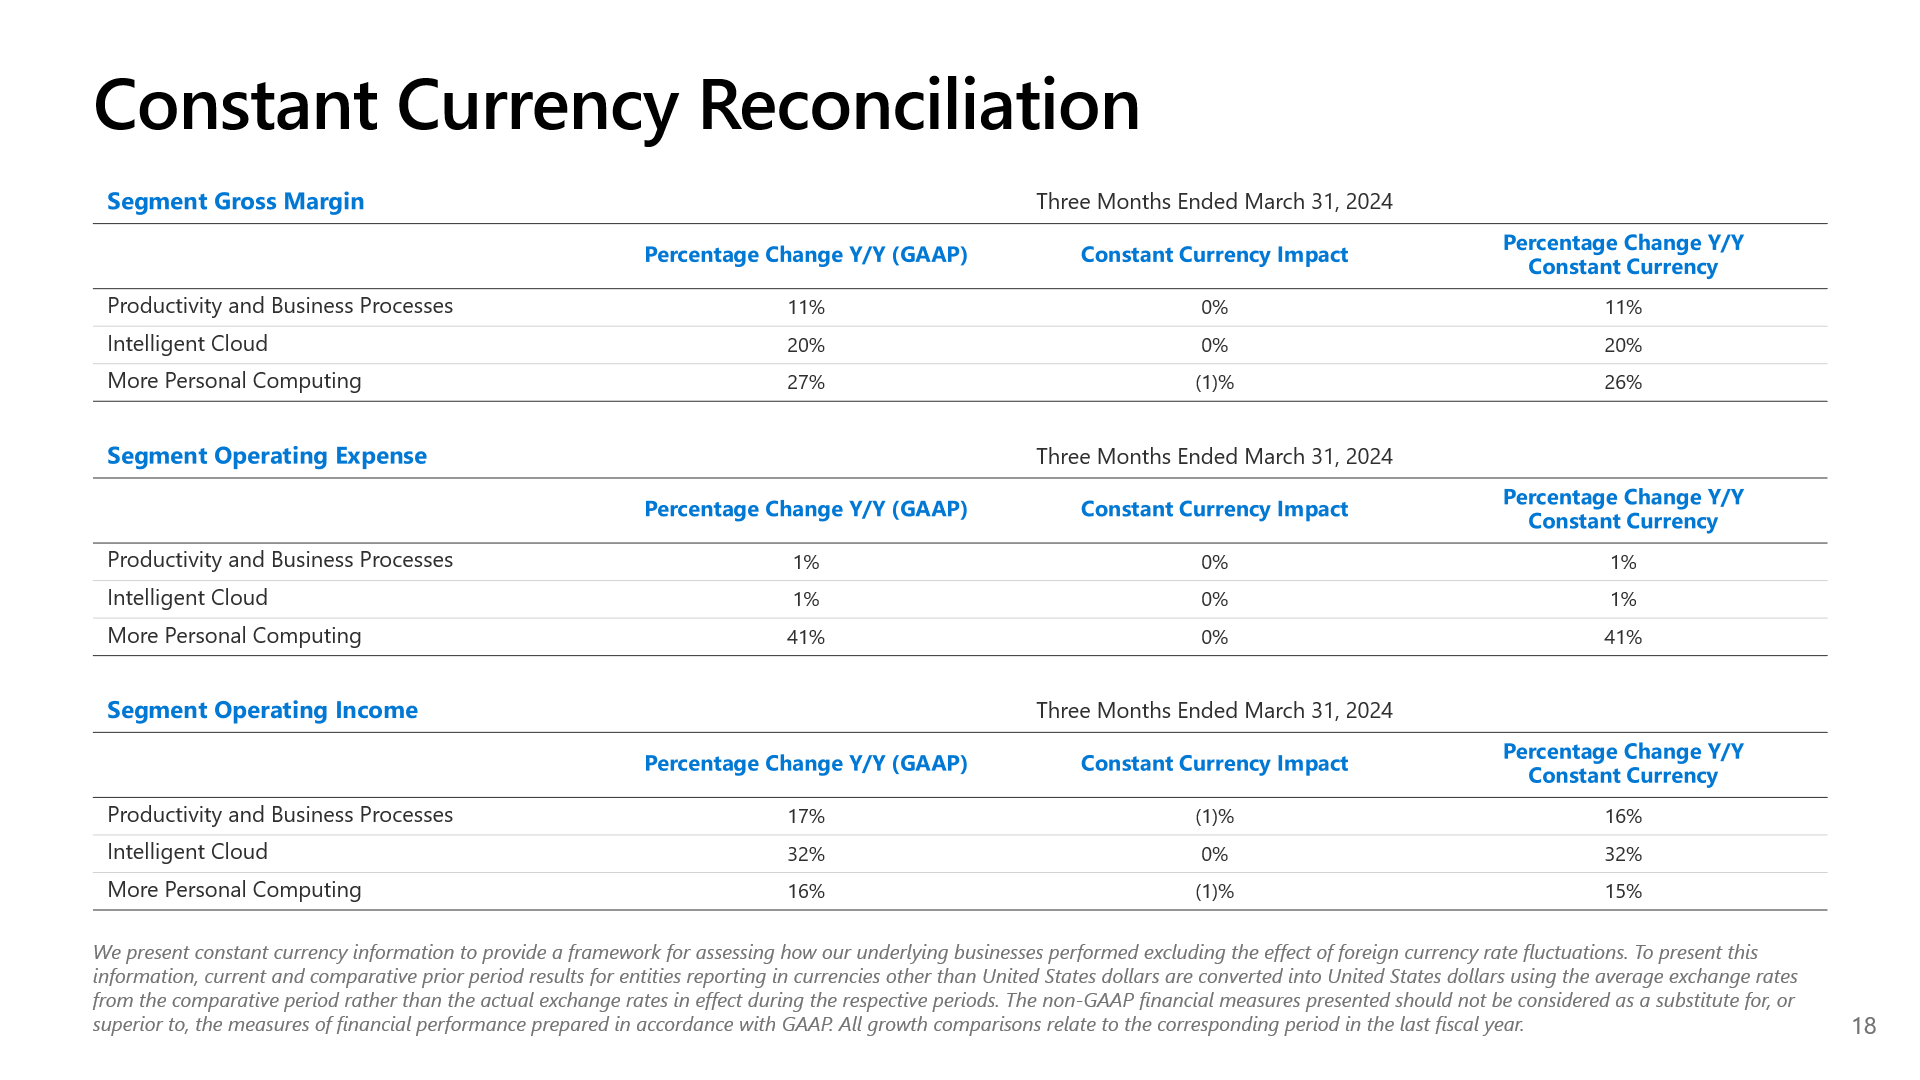 Constant Currency Reconciliation
Segment Gross Margin Three Months Ended March 31, 2024
Percentage Change Y/Y (GAAP) Constant Currency Impact Percentage Change Y/Y
Constant Currency
Productivity and Business Processes 11% 0% 11%
Intelligent Cloud 20% 0% 20%
More Personal Computing 27% (1)% 26%
Segment Operating Expense Three Months Ended March 31, 2024
Percentage Change Y/Y (GAAP) Constant Currency Impact Percentage Change Y/Y
Constant Currency
Productivity and Business Processes 1% 0% 1%
Intelligent Cloud 1% 0% 1%
More Personal Computing 41% 0% 41%
Segment Operating Income Three Months Ended March 31, 2024
Percentage Change Y/Y (GAAP) Constant Currency Impact Percentage Change Y/Y
Constant Currency
Productivity and Business Processes 17% (1)% 16%
Intelligent Cloud 32% 0% 32%
More Personal Computing 16% (1)% 15%
We present constant currency information to provide a framework for assessing how our underlying businesses performed excluding the effect of foreign currency rate fluctuations. To present this
information, current and comparative prior period results for entities reporting in currencies other than United States dollars are converted into United States dollars using the average exchange rates
from the comparative period rather than the actual exchange rates in effect during the respective periods. The non-GAAP financial measures presented should not be considered as a substitute for, or
superior to, the measures of financial performance prepared in accordance with GAAP. All growth comparisons relate to the corresponding period in the last fiscal year.
18